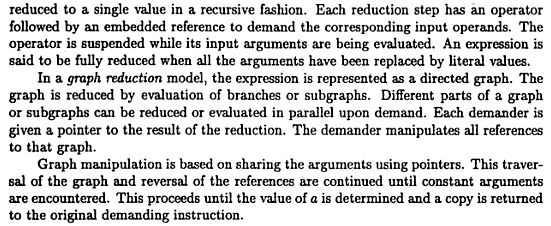 reduced to a single value in a recursive fashion. Each reduction step has an operator
followed by an embedded reference to demand the corresponding input operands. The
operator is suspended while its input arguments are being evaluated. An expression is
said to be fully reduced when all the arguments have been replaced by literal values.
In a graph reduction model, the expression is represented as a directed graph. The
graph is reduced by evaluation of branches or subgraphs. Different parts of a graph
or subgraphs can be reduced or evaluated in parallel upon demand. Each demander is
given a pointer to the result of the reduction. The demander manipulates all references
to that graph.
Graph manipulation is based on sharing the arguments using pointers. This traver-
sal of the graph and reversal of the references are continued until constant arguments
are encountered. This proceeds until the value of a is determined and a copy is returned
to the original demanding instruction.